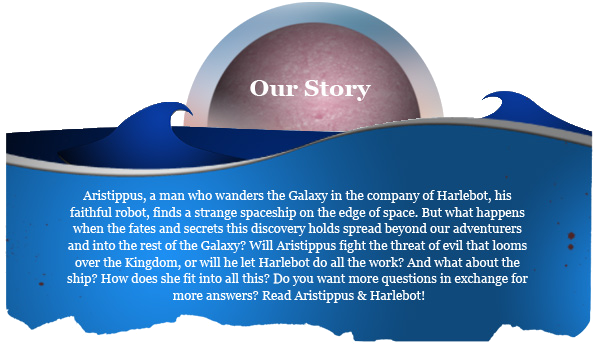 Our Story
Aristippus, a man who wanders the Galaxy in the company of Harlebot, his
faithful robot, finds a strange spaceship on the edge of space. But what happens
when the fates and secrets this discovery holds spread beyond our adventurers
and into the rest of the Galaxy? Will Aristippus fight the threat of evil that looms
over the Kingdom, or will he let Harlebot do all the work? And what about the
ship? How does she fit into all this? Do you want more questions in exchange for
more answers? Read Aristippus & Harlebot!